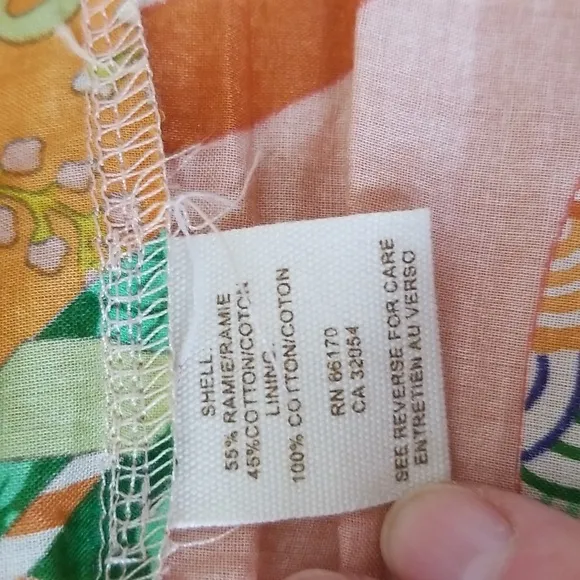 SHELL:
55% RAMIE/RAMIE
45%COTTON/COTON
LINING:
100% COTTON/COTON
RN 66170
CA 32054
SEE REVERSE FOR CARE
ENTRETIEN AU VERSO